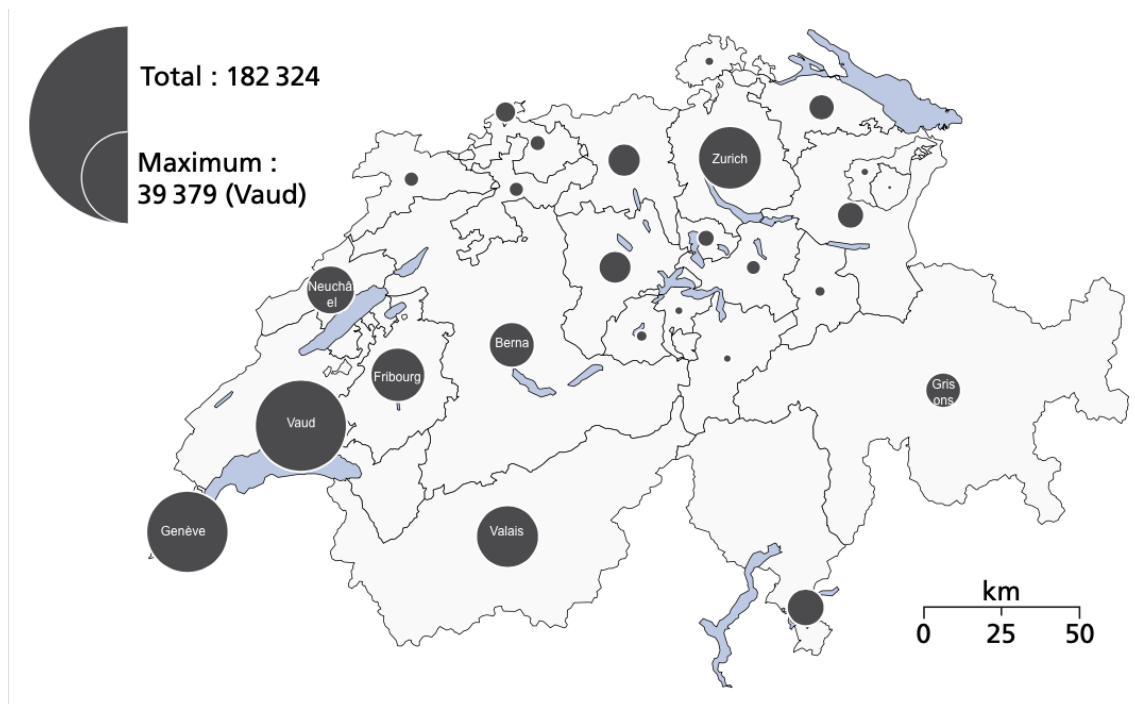 Total : 182 324
Maximum :
39 379 (Vaud)
Zurich
Neuchâ
el
Berna
Fribourg
Gris
ons
Vaud
Genève
Valais
km
0 25 50